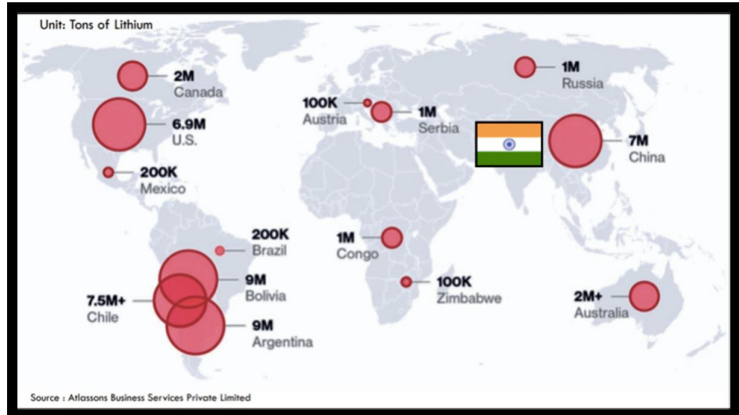 Unit: Tons of Lithium
2M
Canada
6.9M
U.S.
200K
Mexico
200K
Brazil
9M
Bolivia
7.5M+
Chile
9M
Argentina
100K
Austria
1M
Serbia
1M
Russia
7M
China
1M
Congo
100K
Zimbabwe
2M+
Australia
Source : Atlassons Business Services Private Limited